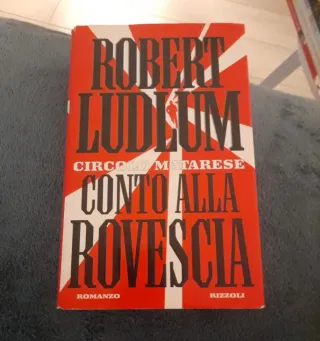 ROBERT
LUDLUM
CIRCOLO MATARESE
CONTO ALLA
ROVESCIA
ROMANZO RIZZOLI